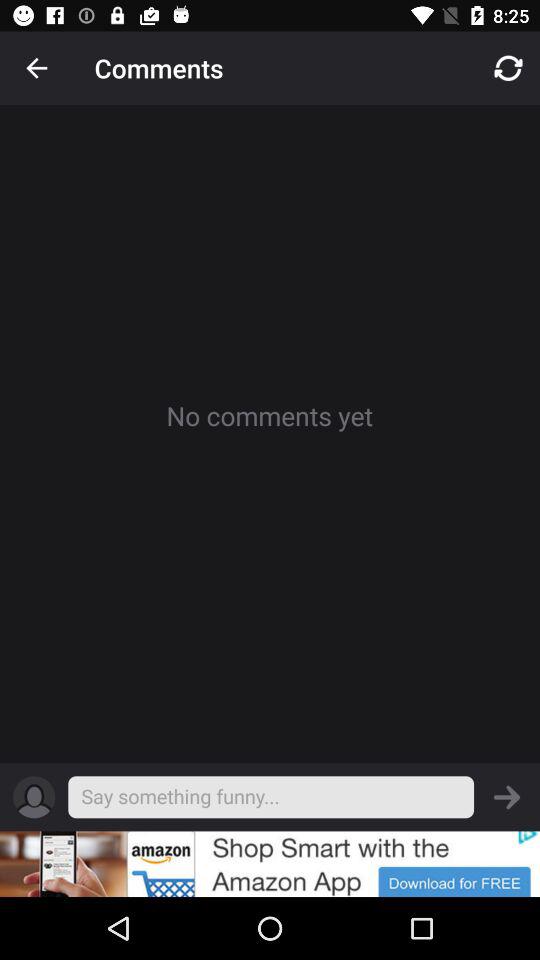 8:25
Comments
No comments yet
Say something funny...
amazon
Shop Smart with the
Amazon App
Download for FREE